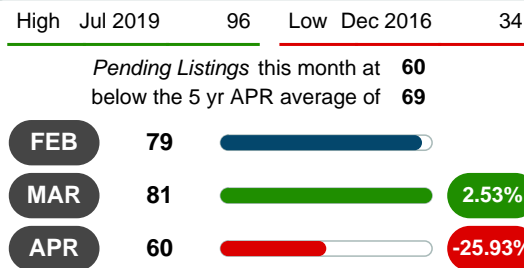 High Jul 2019 96 Low Dec 2016 34
Pending Listings this month at 60
below the 5 yr APR average of 69
FEB 79
MAR 81 2.53%
APR 60 -25.93%